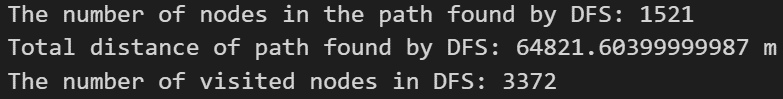 The number of nodes in the path found by DFS: 1521
Total distance of path found by DFS: 64821.60399999987 m
The number of visited nodes in DFS: 3372